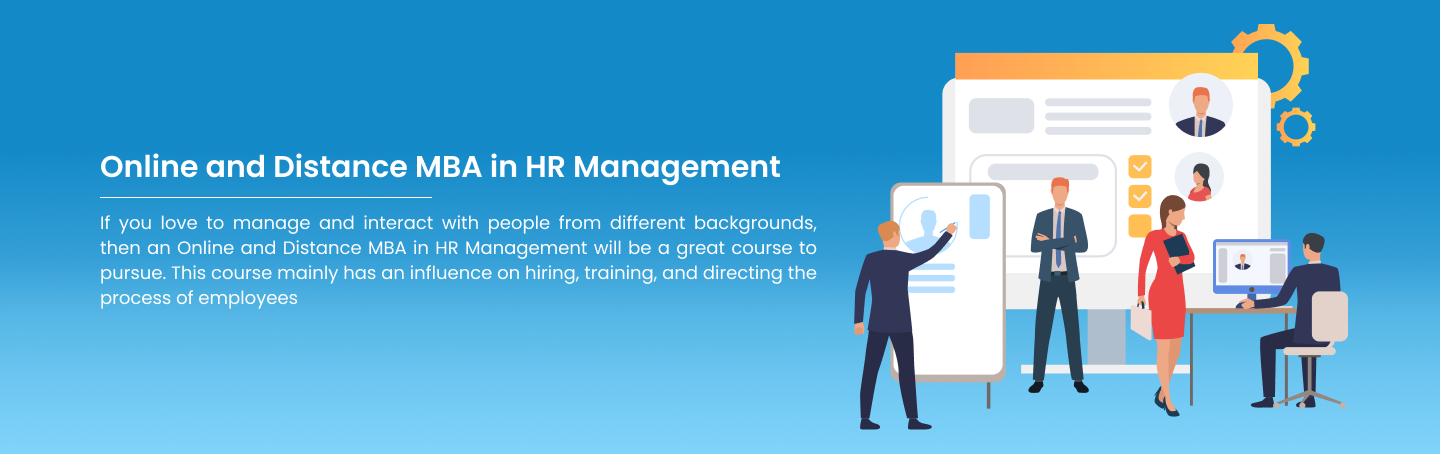 Online and Distance MBA in HR Management
If you love to manage and interact with people from different backgrounds,
then an Online and Distance MBA in HR Management will be a great course to
pursue. This course mainly has an influence on hiring, training, and directing the
process of employees